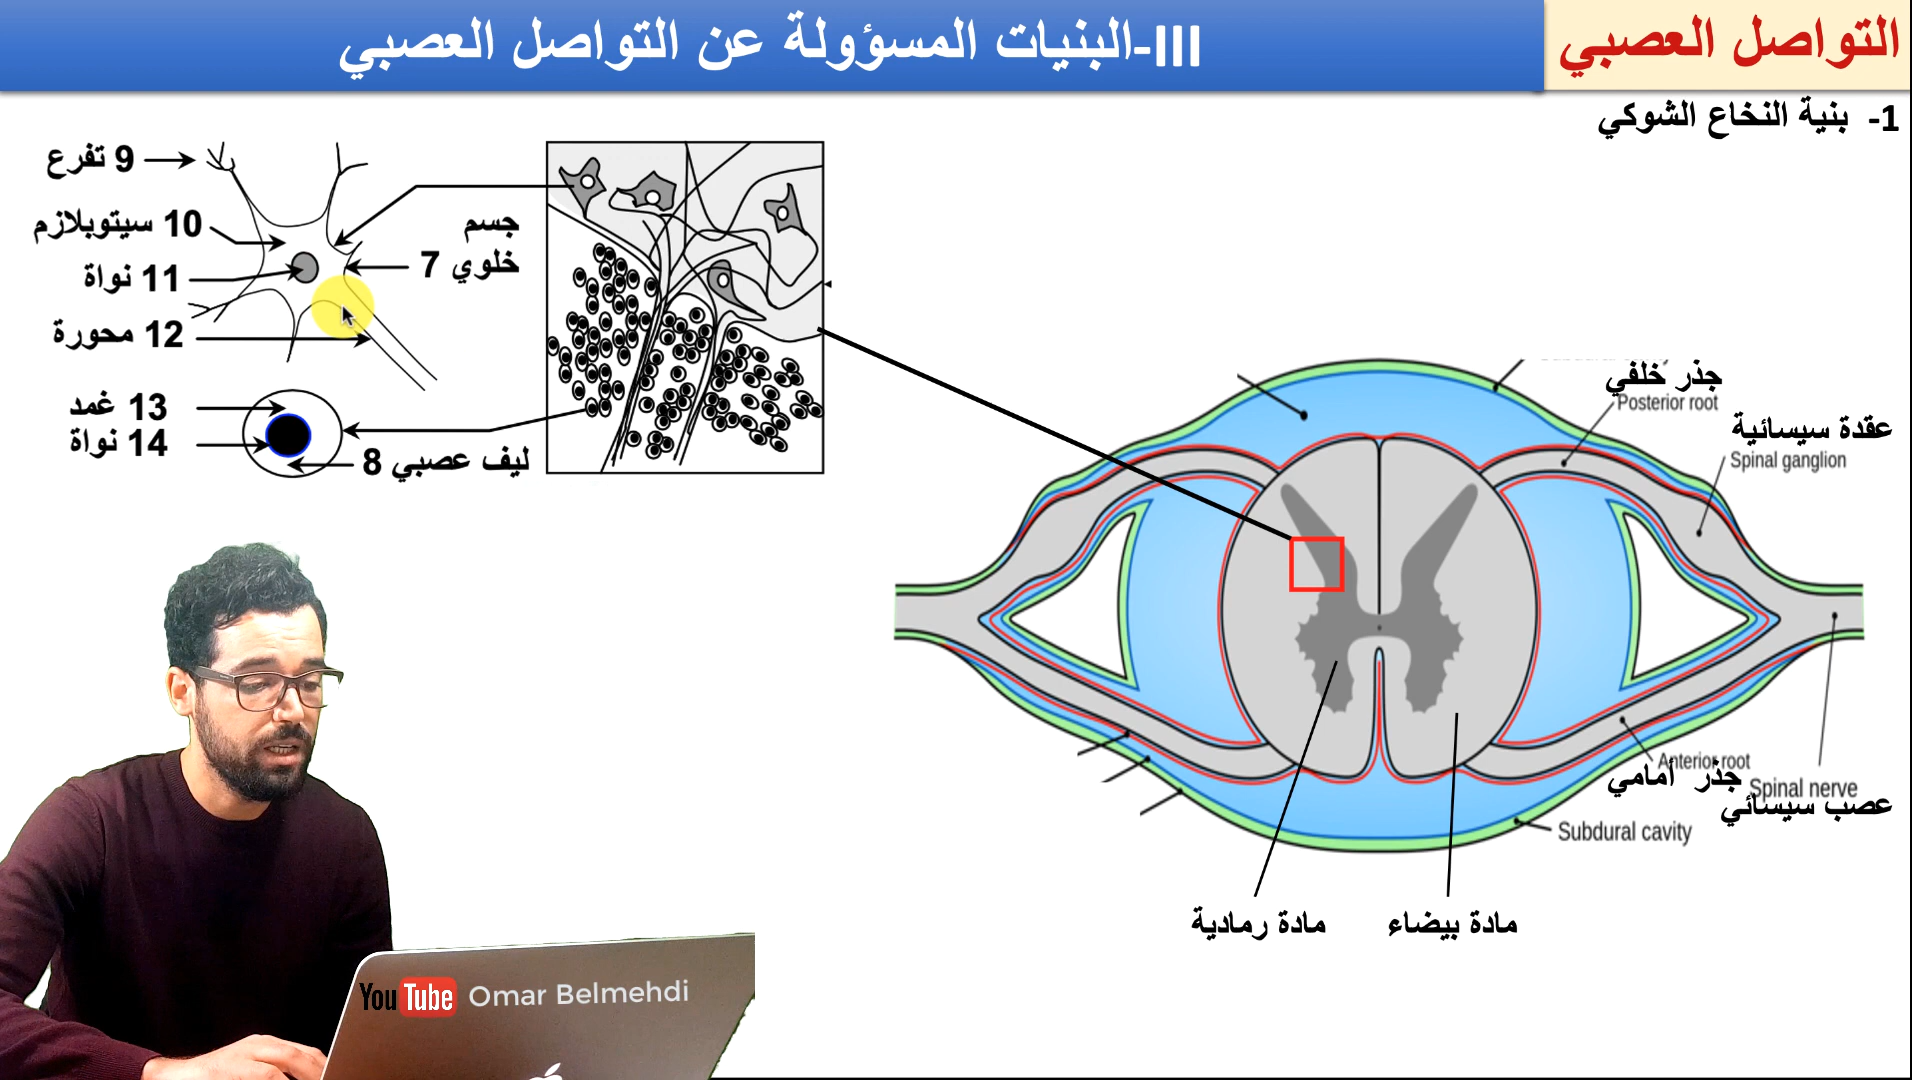 التواصل العصبي
III-البنيات المسؤولة عن التواصل العصبي
1- بنية النخاع الشوكي
9 تفرع
10 سيتوبلازم
11 نواة
12 محورة
جسم
خلوي 7
13 غمد
14 نواة
ليف عصبي 8
جذر خلفي
Posterior root
عقدة سيسائية
Spinal ganglion
Anterior root
جذر أمامي
Spinal nerve
عصب سيسائي
Subdural cavity
مادة رمادية
مادة بيضاء
YouTube Omar Belmehdi